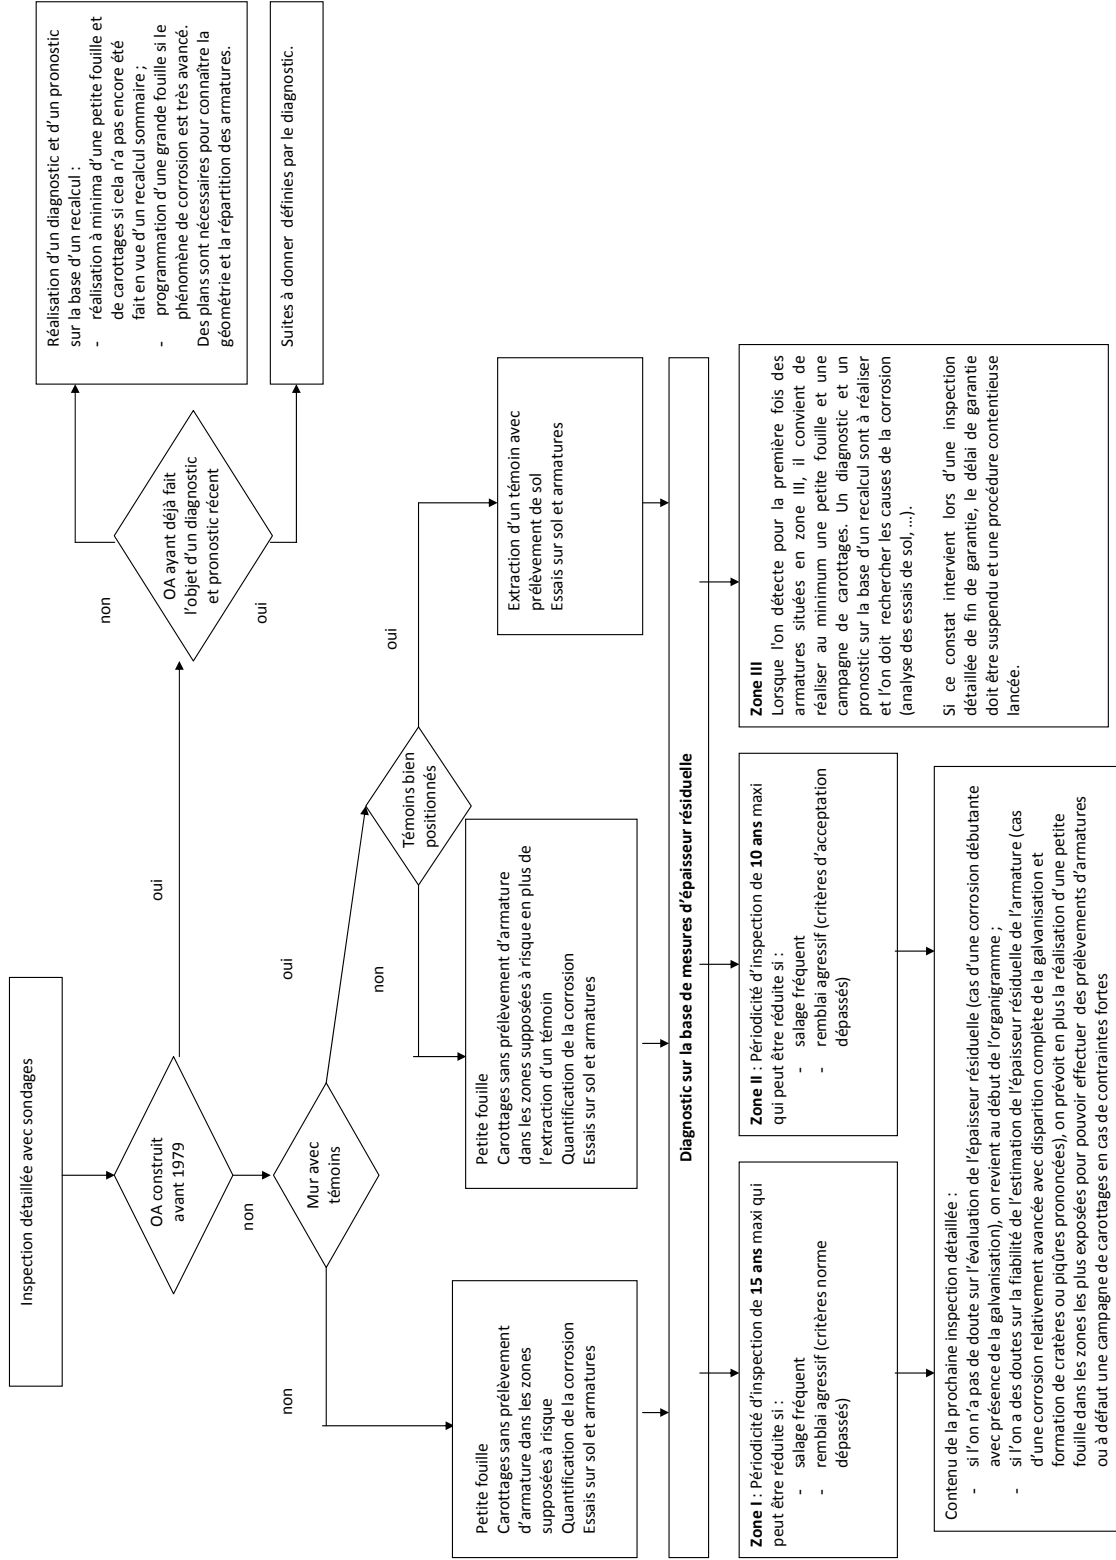 Inspection détaillée avec sondages
OA construit
avant 1979
oui
non
OA ayant déjà fait
l'objet d'un diagnostic
et pronostic récent
non
oui
Réalisation d'un diagnostic et d'un pronostic
sur la base d'un recalcul :
- réalisation à minima d'une petite fouille et
de carottages si cela n'a pas encore été
fait en vue d'un recalcul sommaire ;
- programmation d'une grande fouille si le
phénomène de corrosion est très avancé.
Des plans sont nécessaires pour connaître la
géométrie et la répartition des armatures.
Suites à donner définies par le diagnostic.
Mur avec
témoins
non
oui
Témoins bien
positionnés
non
oui
Petite fouille
Carottages sans prélèvement
d'armature dans les zones
supposées à risque
Quantification de la corrosion
Essais sur sol et armatures
Petite fouille
Carottages sans prélèvement d'armature
dans les zones supposées à risque en plus de
l'extraction d'un témoin
Quantification de la corrosion
Essais sur sol et armatures
Extraction d'un témoin avec
prélèvement de sol
Essais sur sol et armatures
Diagnostic sur la base de mesures d'épaisseur résiduelle
Zone I : Périodicité d'inspection de 15 ans maxi qui
peut être réduite si :
- salage fréquent
- remblai agressif (critères norme
dépassés)
Zone II : Périodicité d'inspection de 10 ans maxi
qui peut être réduite si :
- salage fréquent
- remblai agressif (critères d'acceptation
dépassés)
Zone III
Lorsque l'on détecte pour la première fois des
armatures situées en zone III, il convient de
réaliser au minimum une petite fouille et une
campagne de carottages. Un diagnostic et un
pronostic sur la base d'un recalcul sont à réaliser
et l'on doit rechercher les causes de la corrosion
(analyse des essais de sol, ...).
Si ce constat intervient lors d'une inspection
détaillée de fin de garantie, le délai de garantie
doit être suspendu et une procédure contentieuse
lancée.
Contenu de la prochaine inspection détaillée :
- si l'on n'a pas de doute sur l'évaluation de l'épaisseur résiduelle (cas d'une corrosion débutante
avec présence de la galvanisation), on revient au début de l'organigramme ;
- si l'on a des doutes sur la fiabilité de l'estimation de l'épaisseur résiduelle de l'armature (cas
d'une corrosion relativement avancée avec disparition complète de la galvanisation et
formation de cratères ou piqûres prononcées), on prévoit en plus la réalisation d'une petite
fouille dans les zones les plus exposées pour pouvoir effectuer des prélèvements d'armatures
ou à défaut une campagne de carottages en cas de contraintes fortes